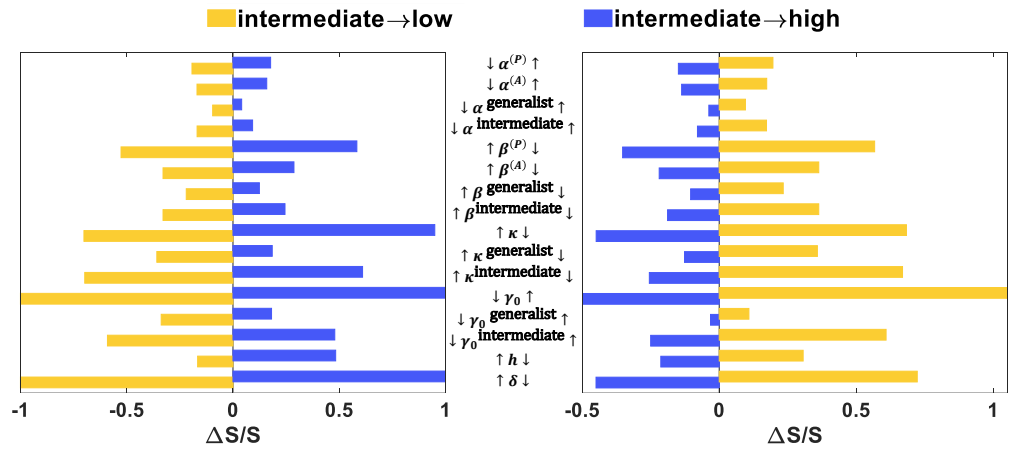 intermediate→low
intermediate→high
↓ α⁽ᴾ⁾ ↑
↓ α⁽ᴬ⁾ ↑
↓ α generalist ↑
↓ α intermediate ↑
↑ β⁽ᴾ⁾ ↓
↑ β⁽ᴬ⁾ ↓
↑ β generalist ↓
↑ β intermediate ↓
↑ κ ↓
↑ κ generalist ↓
↑ κ intermediate ↓
↓ γ₀ ↑
↓ γ₀ generalist ↑
↓ γ₀ intermediate ↑
↑ h ↓
↑ δ ↓
-1 -0.5 0 0.5 1
-0.5 0 0.5 1
ΔS/S
ΔS/S